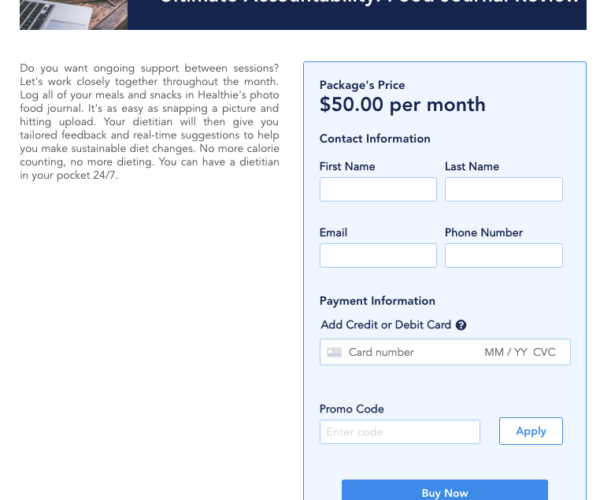 Ultimate Accountability: Food Journal Review
Do you want ongoing support between sessions?
Let's work closely together throughout the month.
Log all of your meals and snacks in Healthie's photo
food journal. It's as easy as snapping a picture and
hitting upload. Your dietitian will then give you
tailored feedback and real-time suggestions to help
you make sustainable diet changes. No more calorie
counting, no more dieting. You can have a dietitian
in your pocket 24/7.
Package's Price
$50.00 per month
Contact Information
First Name Last Name
Email Phone Number
Payment Information
Add Credit or Debit Card ?
Card number MM / YY CVC
Promo Code
Enter code Apply
Buy Now